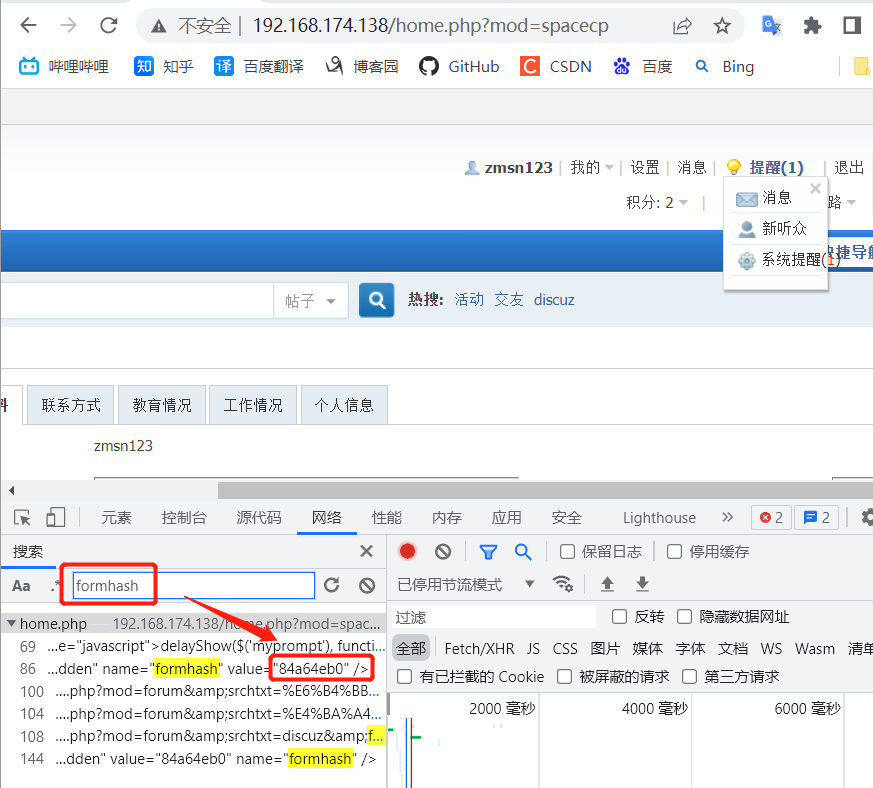 不安全 | 192.168.174.138/home.php?mod=spacecp
哔哩哔哩 知 知乎 译 百度翻译 博客园 GitHub C CSDN 百度 Bing
zmsn123 | 我的 | 设置 | 消息 | 提醒(1) | 退出
积分: 2 | 路
消息
新听众
系统提醒(1)
捷导航
帖子 热搜: 活动 交友 discuz
料 联系方式 教育情况 工作情况 个人信息
zmsn123
元素 控制台 源代码 网络 性能 内存 应用 安全 Lighthouse » 2 2
搜索 保留日志 停用缓存
Aa .* formhash 已停用节流模式
过滤 反转 隐藏数据网址
全部 Fetch/XHR JS CSS 图片 媒体 字体 文档 WS Wasm 清单
有已拦截的 Cookie 被屏蔽的请求 第三方请求
2000 毫秒 4000 毫秒 6000 毫秒
home.php 192.168.174.138/home.php?mod=spac...
69 ...e="javascript">delayShow($('myprompt'), functi...
86 ...dden" name="formhash" value="84a64eb0" />
100 ....php?mod=forum&amp;srchtxt=%E6%B4%BB...
104 ....php?mod=forum&amp;srchtxt=%E4%BA%A4...
108 ....php?mod=forum&amp;srchtxt=discuz&amp;f...
144 ...dden" value="84a64eb0" name="formhash" />